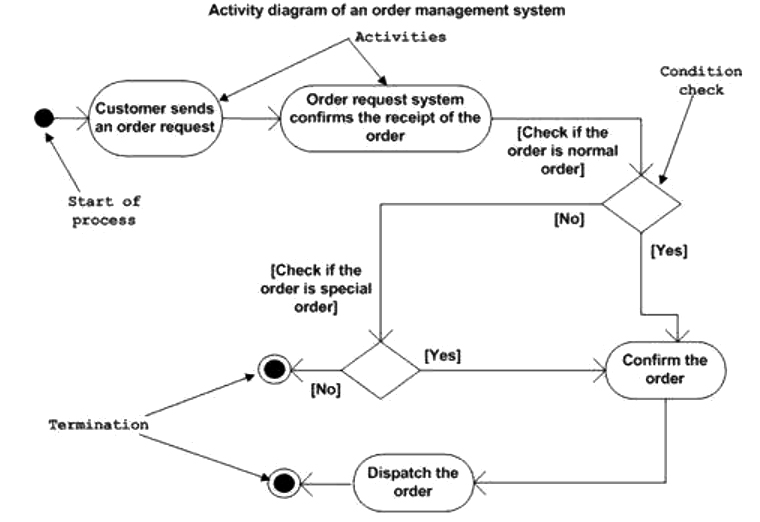 Activity diagram of an order management system
Activities
Condition
check
Customer sends
an order request
Order request system
confirms the receipt of the
order
[Check if the
order is normal
order]
Start of
process
[No]
[Yes]
[Check if the
order is special
order]
[Yes]
[No]
Confirm the
order
Termination
Dispatch the
order